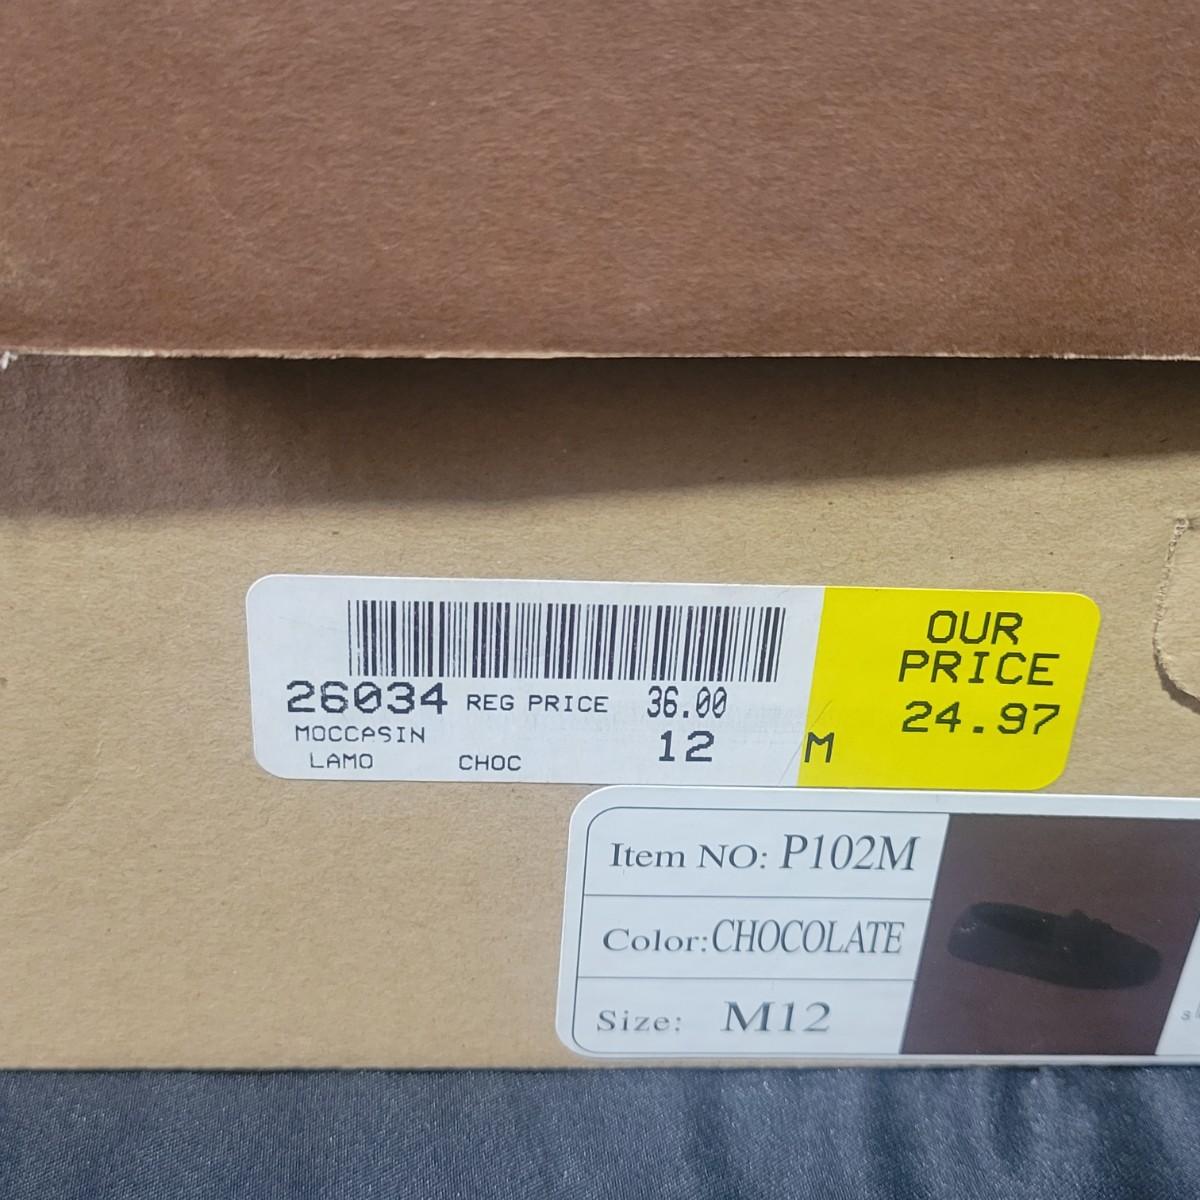 26034 REG PRICE 36.00
MOCCASIN
12 M
LAMO CHOC
OUR
PRICE
24.97
Item NO: P102M
Color: CHOCOLATE
Size: M12